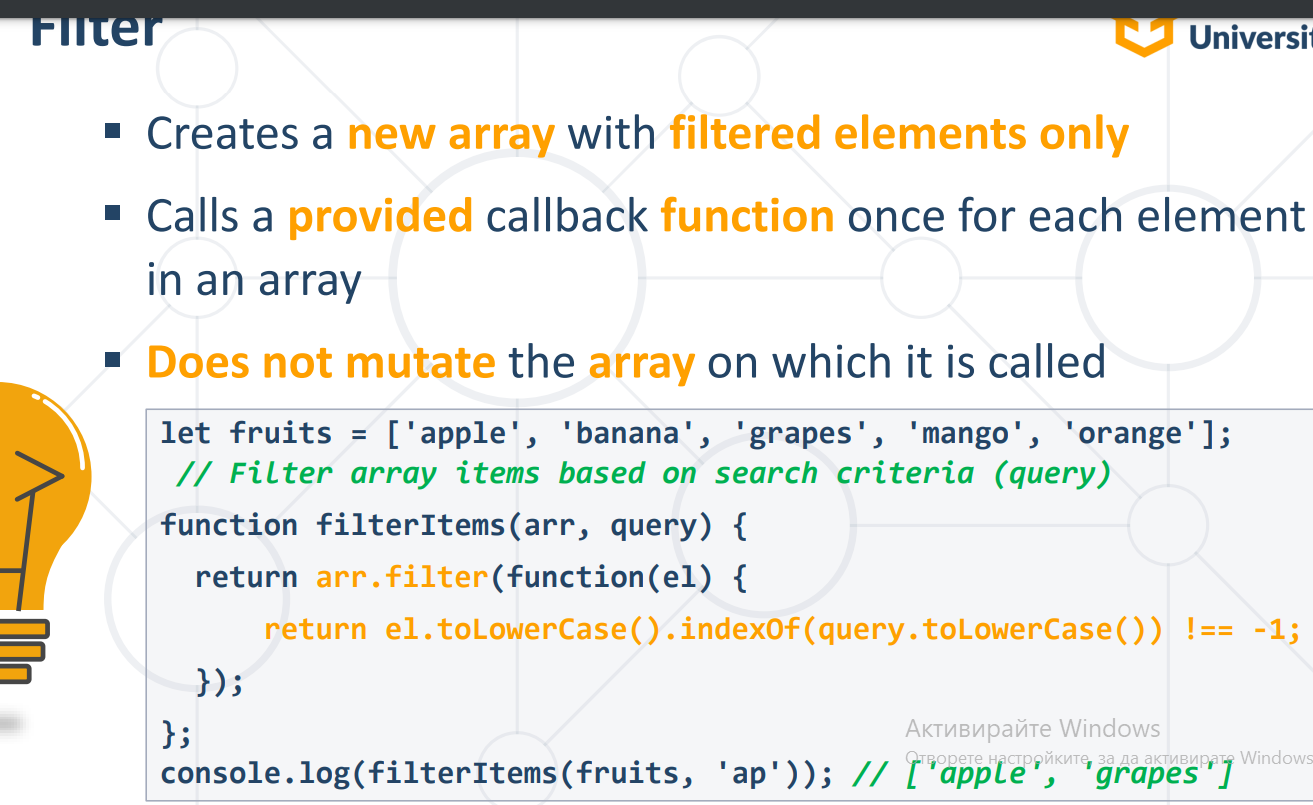 Filter
Universit
▪ Creates a new array with filtered elements only
▪ Calls a provided callback function once for each element
in an array
▪ Does not mutate the array on which it is called
let fruits = ['apple', 'banana', 'grapes', 'mango', 'orange'];
// Filter array items based on search criteria (query)
function filterItems(arr, query) {
return arr.filter(function(el) {
return el.toLowerCase().indexOf(query.toLowerCase()) !== -1;
});
};
Активирайте Windows
Отворете настройките, за да активирате Windows
console.log(filterItems(fruits, 'ap')); // ['apple', 'grapes']